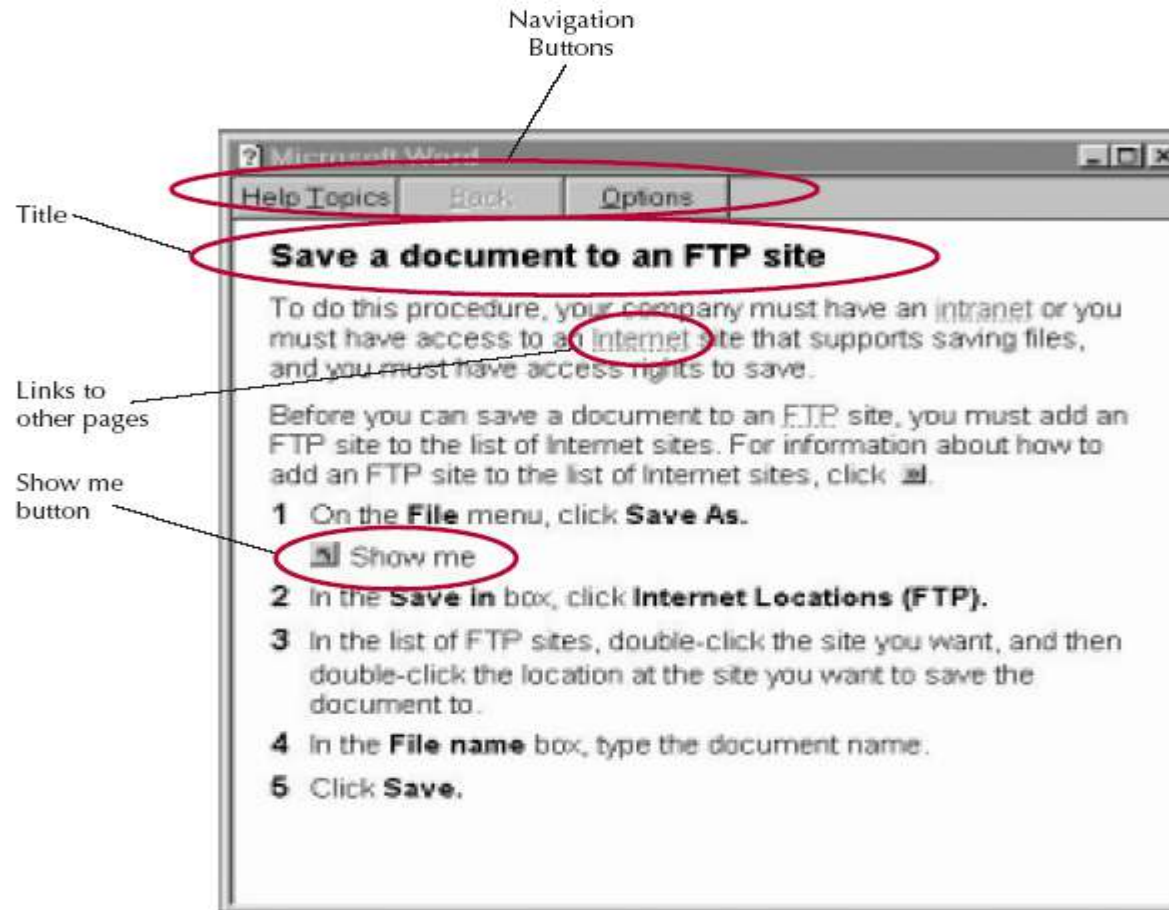 Navigation
Buttons
Microsoft Word
Help Topics Back Options
Title
Save a document to an FTP site
To do this procedure, your company must have an intranet or you
must have access to an Internet site that supports saving files,
and you must have access rights to save.
Links to
other pages
Before you can save a document to an FTP site, you must add an
FTP site to the list of Internet sites. For information about how to
add an FTP site to the list of Internet sites, click .
Show me
button
1 On the File menu, click Save As.
Show me
2 In the Save in box, click Internet Locations (FTP).
3 In the list of FTP sites, double-click the site you want, and then
double-click the location at the site you want to save the
document to.
4 In the File name box, type the document name.
5 Click Save.